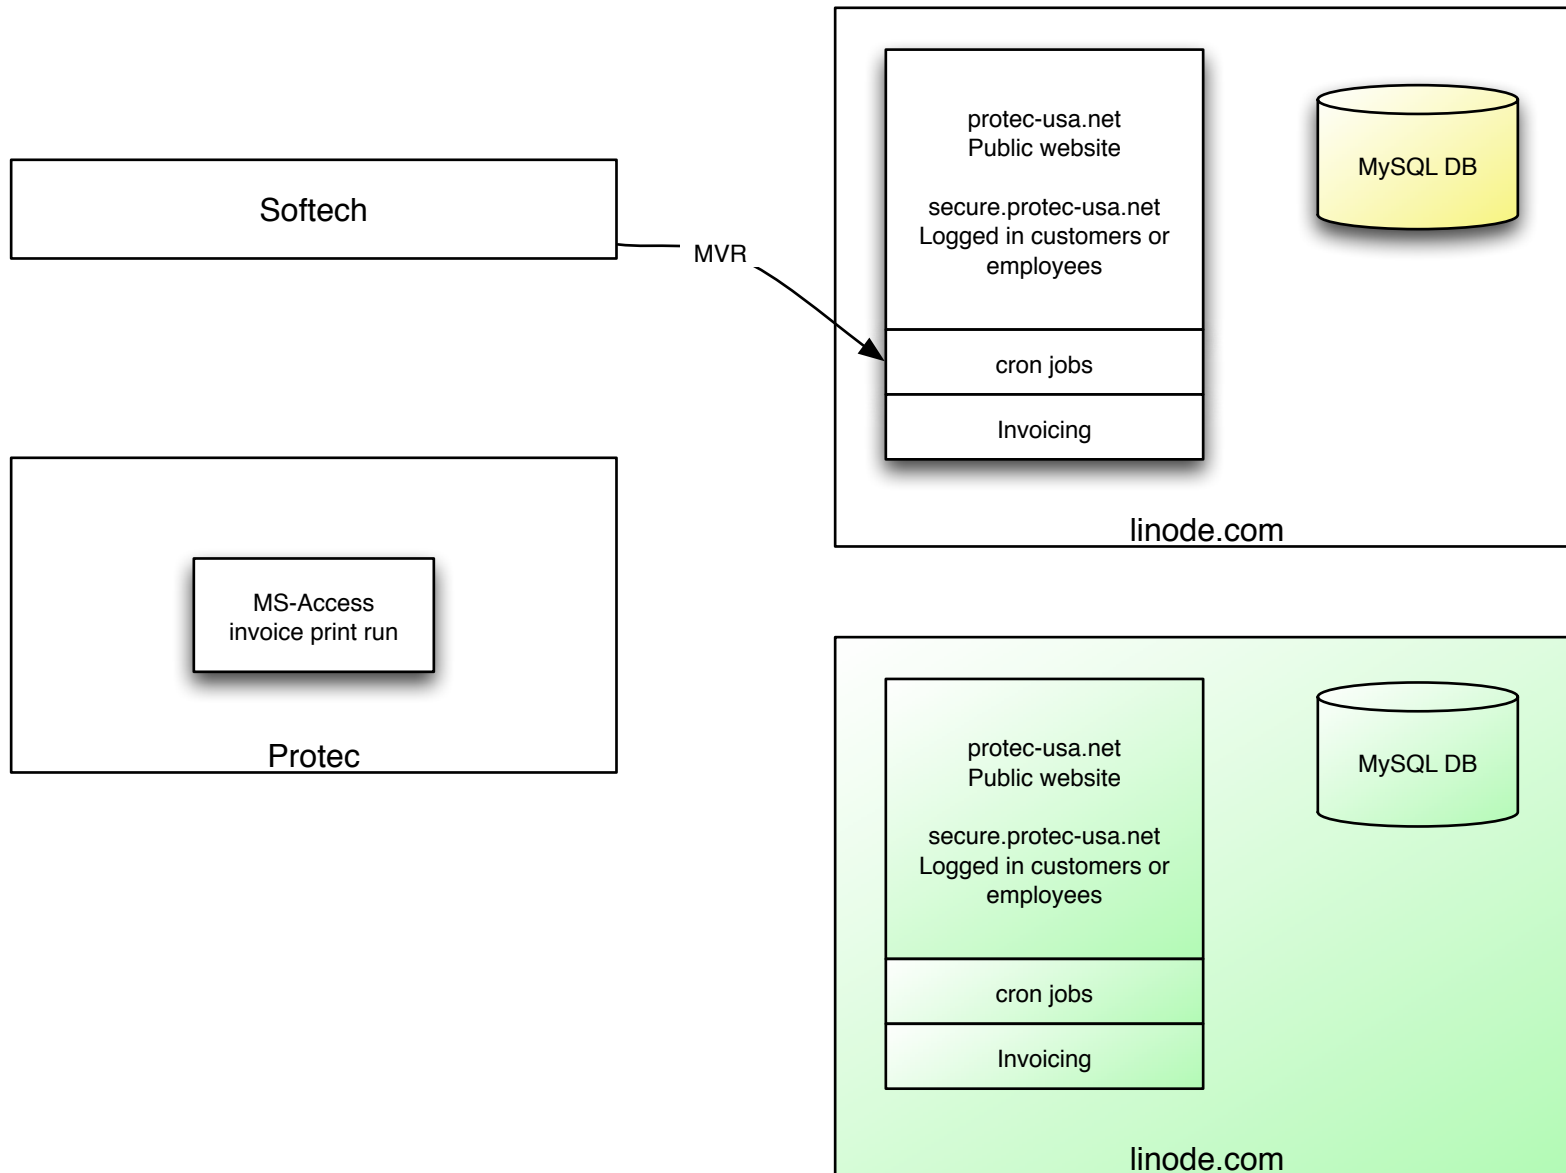 Softech
MVR
protec-usa.net
Public website
secure.protec-usa.net
Logged in customers or
employees
cron jobs
Invoicing
MySQL DB
linode.com
MS-Access
invoice print run
Protec
protec-usa.net
Public website
secure.protec-usa.net
Logged in customers or
employees
cron jobs
Invoicing
MySQL DB
linode.com